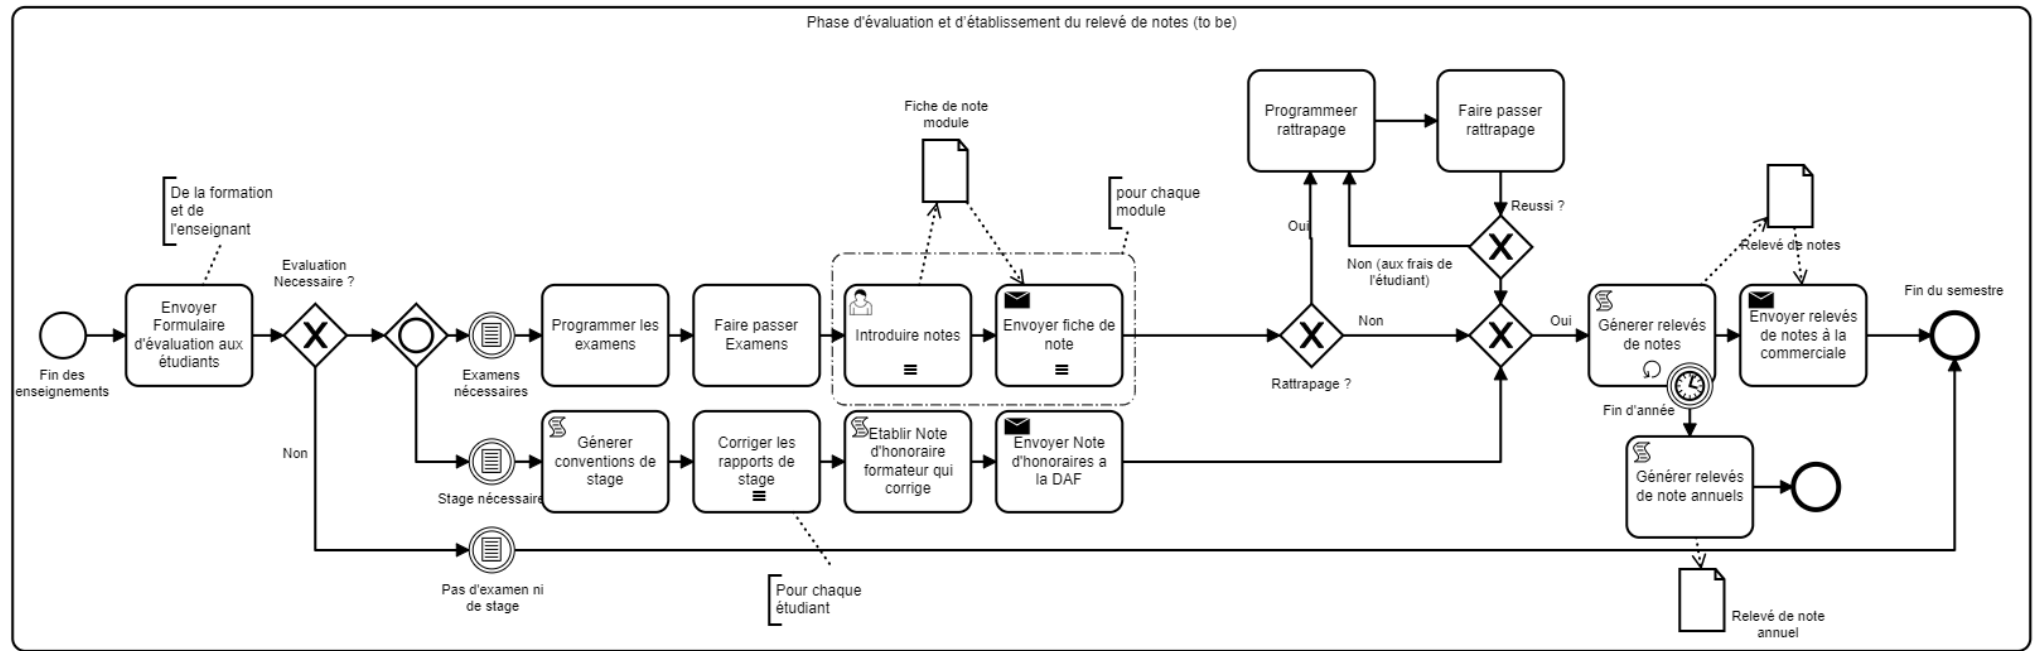 Phase d'évaluation et d'établissement du relevé de notes (to be)
Fiche de note
module
Programmeer
rattrapage
Faire passer
rattrapage
De la formation
et de
l'enseignant
pour chaque
module
Reussi ?
Oui
Relevé de notes
Non (aux frais de
l'étudiant)
Evaluation
Necessaire ?
Fin des
enseignements
Envoyer
Formulaire
d'évaluation aux
étudiants
Examens
nécessaires
Programmer les
examens
Faire passer
Examens
Introduire notes
Envoyer fiche de
note
Rattrapage ?
Non
Oui
Génerer relevés
de notes
Envoyer relevés
de notes à la
commerciale
Fin du semestre
Fin d'année
Non
Stage nécessaire
Génerer
conventions de
stage
Corriger les
rapports de
stage
Etablir Note
d'honoraire
formateur qui
corrige
Envoyer Note
d'honoraires a
la DAF
Générer relevés
de note annuels
Pas d'examen ni
de stage
Pour chaque
étudiant
Relevé de note
annuel